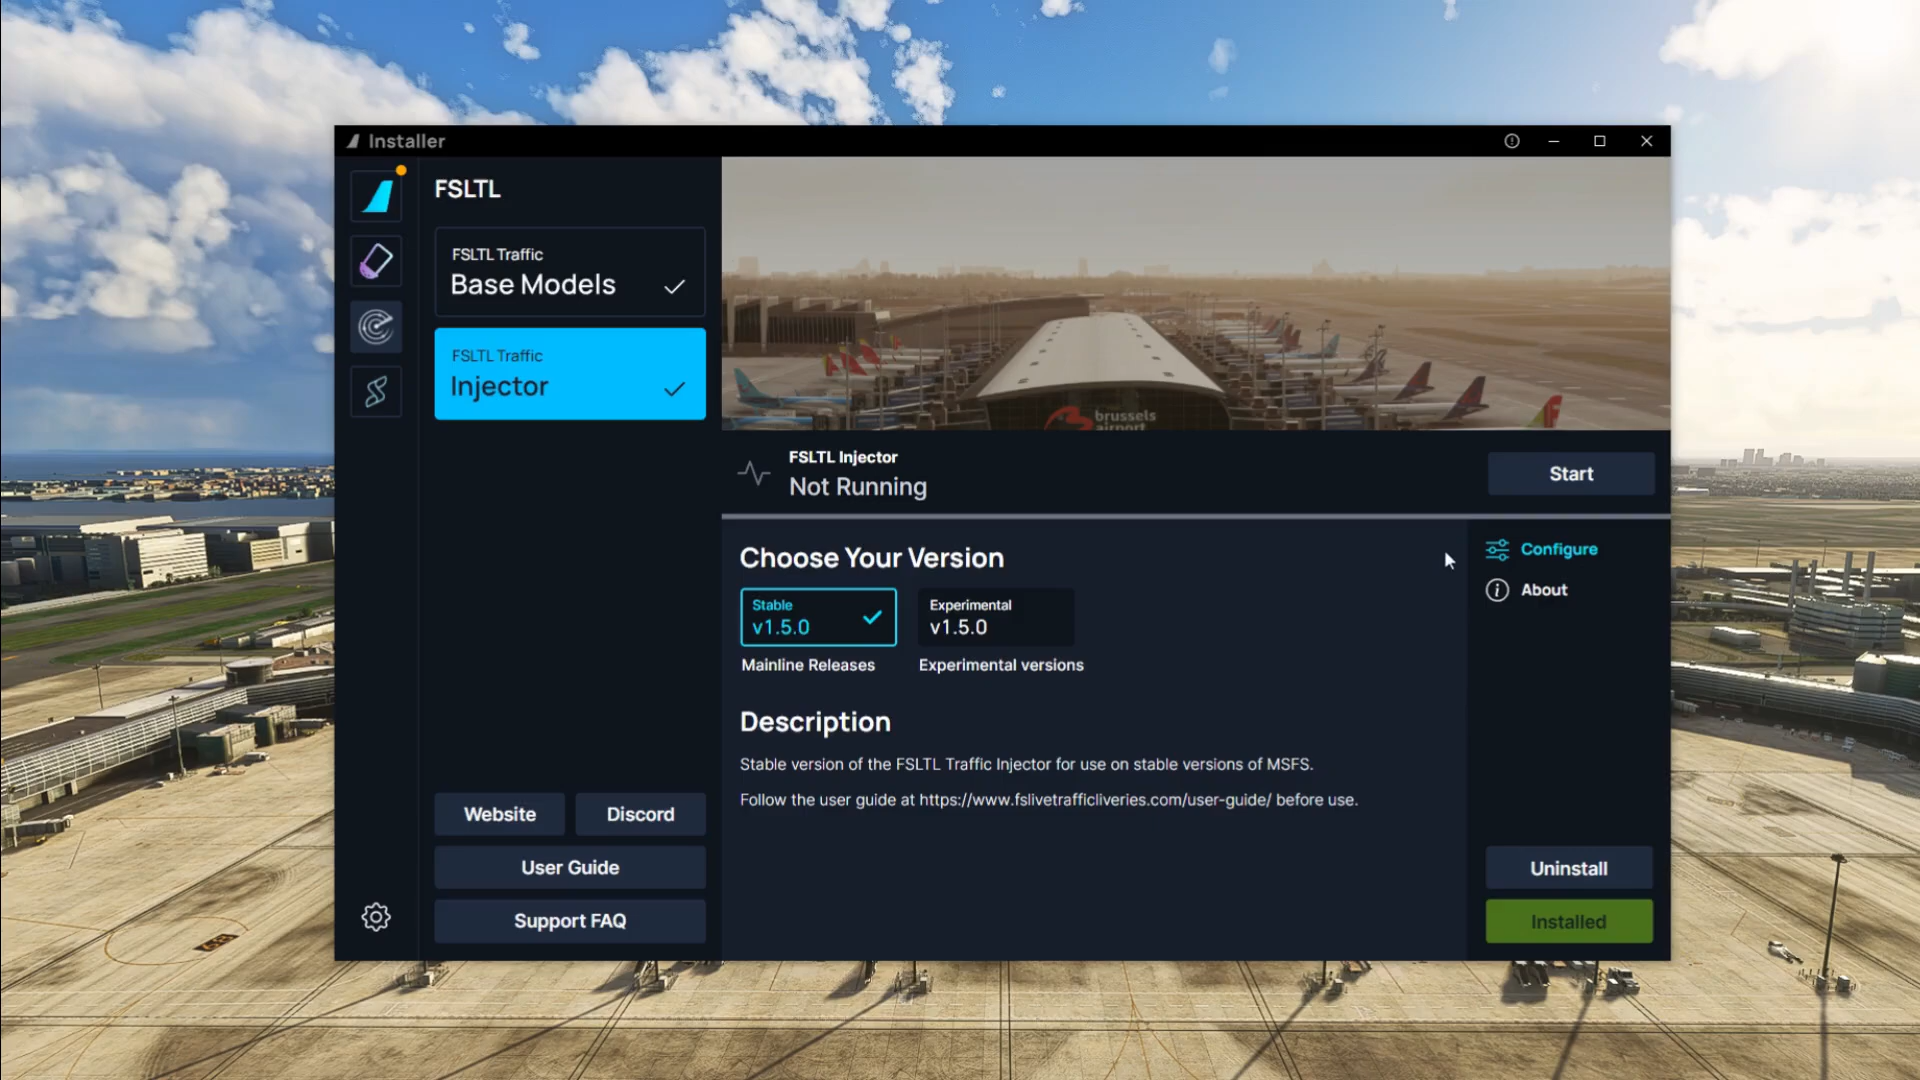 Installer
FSLTL
FSLTL Traffic
Base Models
FSLTL Traffic
Injector
Website
Discord
User Guide
Support FAQ
brussels
airport
FSLTL Injector
Not Running
Start
Choose Your Version
Stable
v1.5.0
Mainline Releases
Experimental
v1.5.0
Experimental versions
Description
Stable version of the FSLTL Traffic Injector for use on stable versions of MSFS.
Follow the user guide at https://www.fslivetrafficliveries.com/user-guide/ before use.
Configure
About
Uninstall
Installed